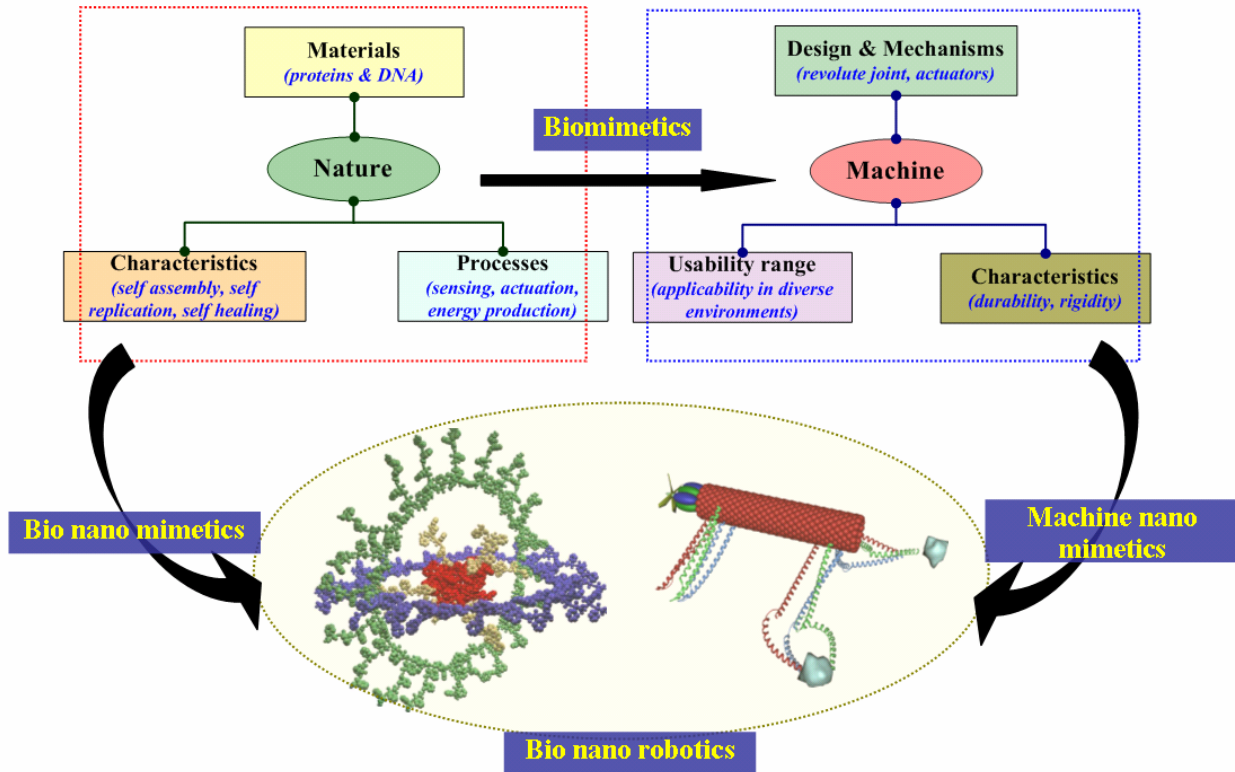 Materials
(proteins & DNA)
Nature
Characteristics
(self assembly, self
replication, self healing)
Processes
(sensing, actuation,
energy production)
Biomimetics
Design & Mechanisms
(revolute joint, actuators)
Machine
Usability range
(applicability in diverse
environments)
Characteristics
(durability, rigidity)
Bio nano mimetics
Machine nano
mimetics
Bio nano robotics